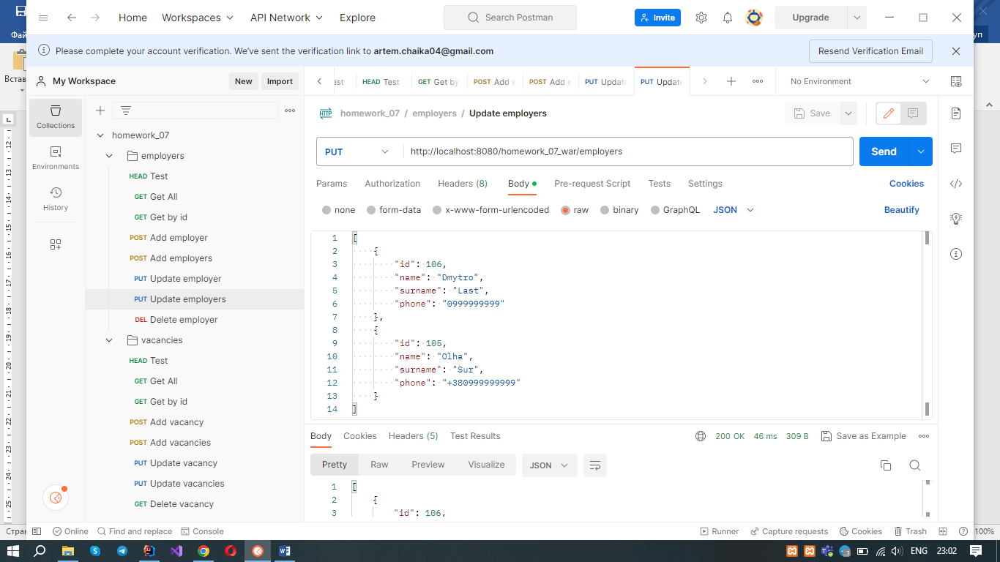 Home Workspaces API Network Explore Search Postman Invite Upgrade
Фай
уп
Please complete your account verification. We've sent the verification link to artem.chaika04@gmail.com Resend Verification Email
Встав
My Workspace New Import
est HEAD Test GET Get by POST Add e POST Add e PUT Update PUT Update No Environment
Collections
Environments
History
homework_07
employers
HEAD Test
GET Get All
GET Get by id
POST Add employer
POST Add employers
PUT Update employer
PUT Update employers
DEL Delete employer
vacancies
HEAD Test
GET Get All
GET Get by id
POST Add vacancy
POST Add vacancies
PUT Update vacancy
PUT Update vacancies
DEL Delete vacancy
HTTP homework_07 / employers / Update employers Save
PUT http://localhost:8080/homework_07_war/employers Send
Params Authorization Headers (8) Body Pre-request Script Tests Settings Cookies
none form-data x-www-form-urlencoded raw binary GraphQL JSON Beautify
1 [
2 {
3 "id": 106,
4 "name": "Dmytro",
5 "surname": "Last",
6 "phone": "0999999999"
7 },
8 {
9 "id": 105,
10 "name": "Olha",
11 "surname": "Sur",
12 "phone": "+380999999999"
13 }
14 ]
Body Cookies Headers (5) Test Results 200 OK 46 ms 309 B Save as Example
Pretty Raw Preview Visualize JSON
1 [
2 {
3 "id": 106,
Стран
Online Find and replace Console Runner Capture requests Cookies Trash
100%
ENG 23:02